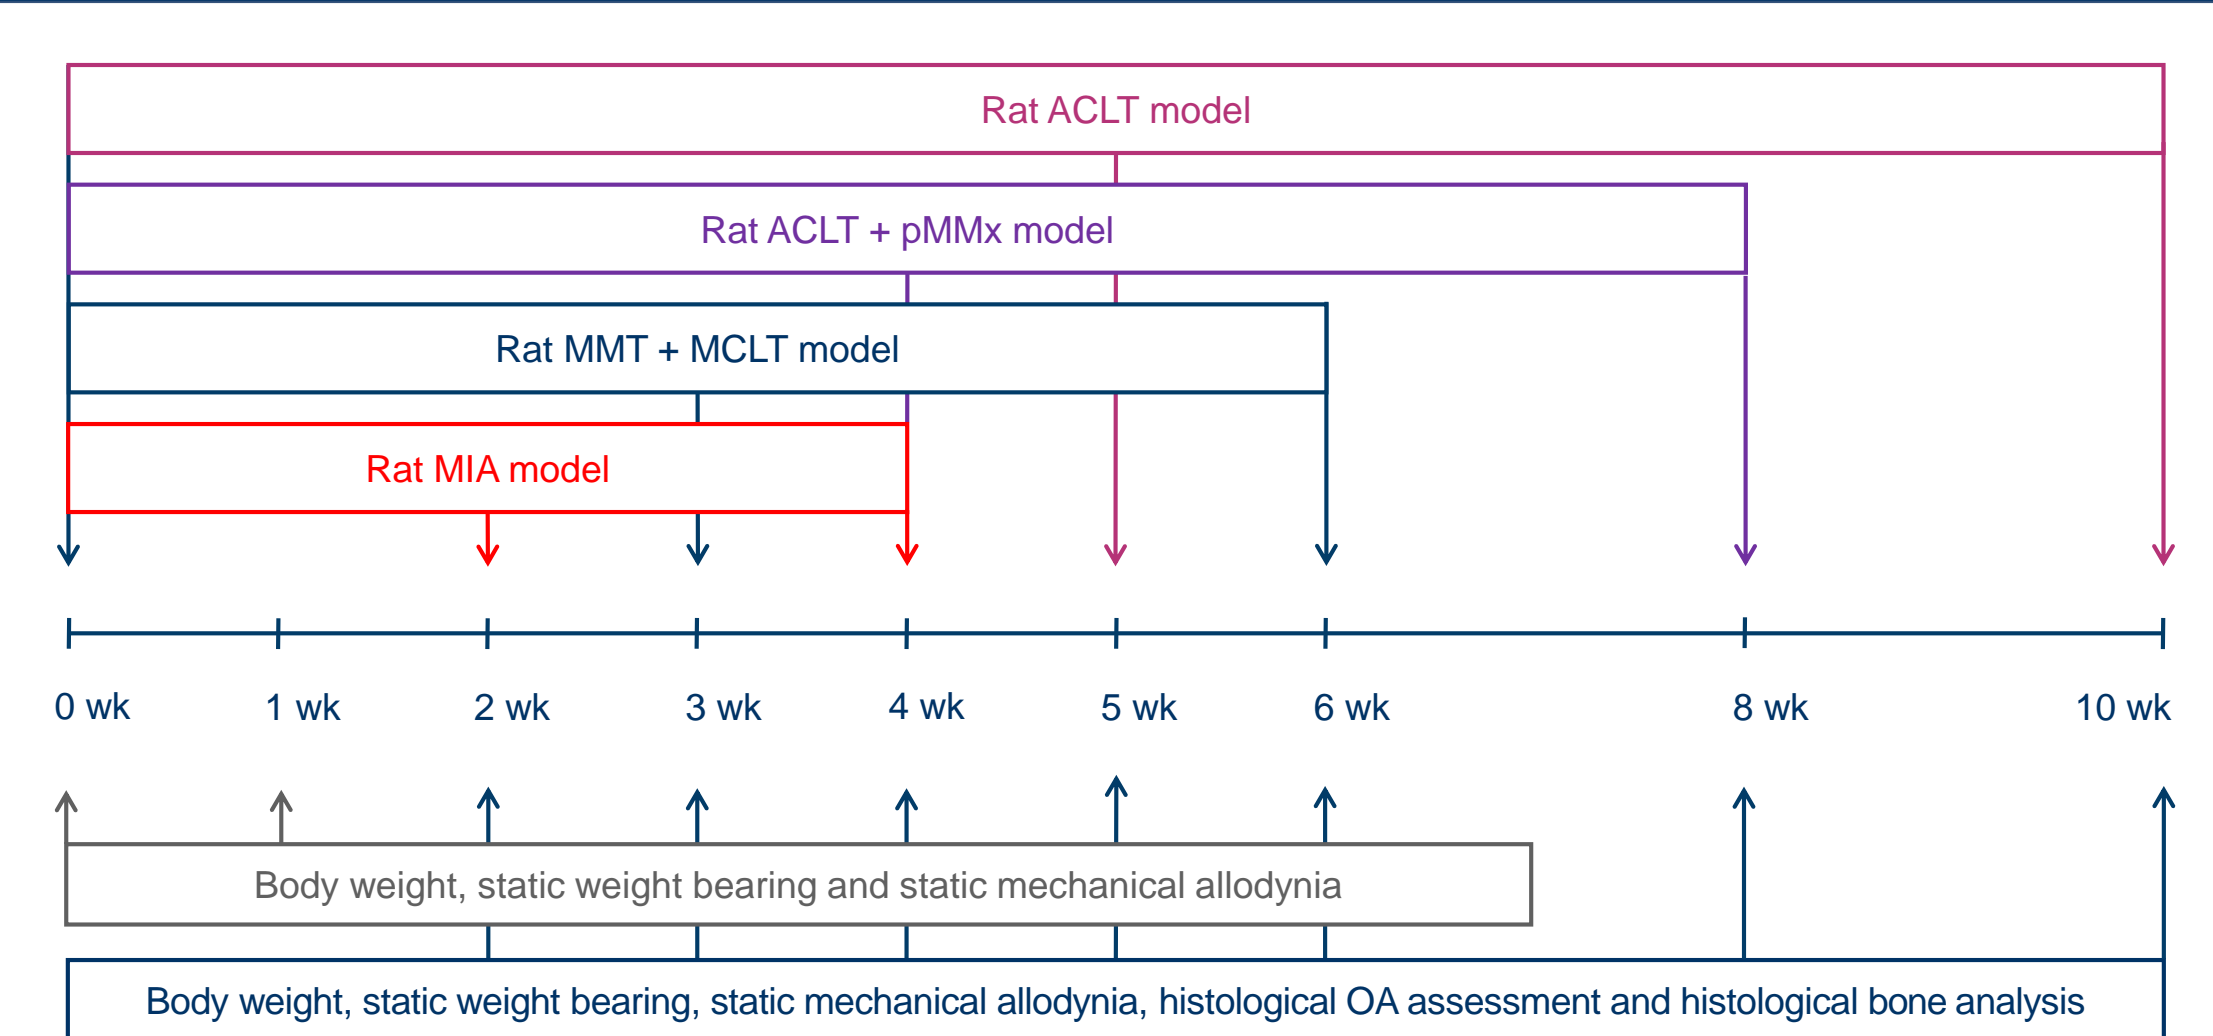 Rat ACLT model
Rat ACLT + pMMx model
Rat MMT + MCLT model
Rat MIA model
0 wk 1 wk 2 wk 3 wk 4 wk 5 wk 6 wk 8 wk 10 wk
Body weight, static weight bearing and static mechanical allodynia
Body weight, static weight bearing, static mechanical allodynia, histological OA assessment and histological bone analysis